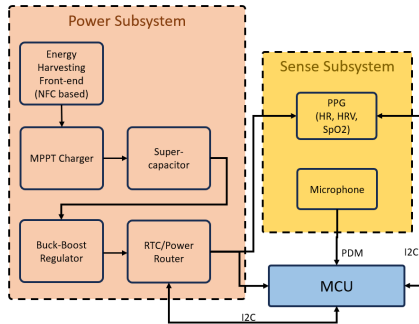 Power Subsystem
Energy
Harvesting
Front-end
(NFC based)
MPPT Charger
Super-
capacitor
Buck-Boost
Regulator
RTC/Power
Router
Sense Subsystem
PPG
(HR, HRV,
SpO2)
Microphone
PDM
I2C
MCU
I2C